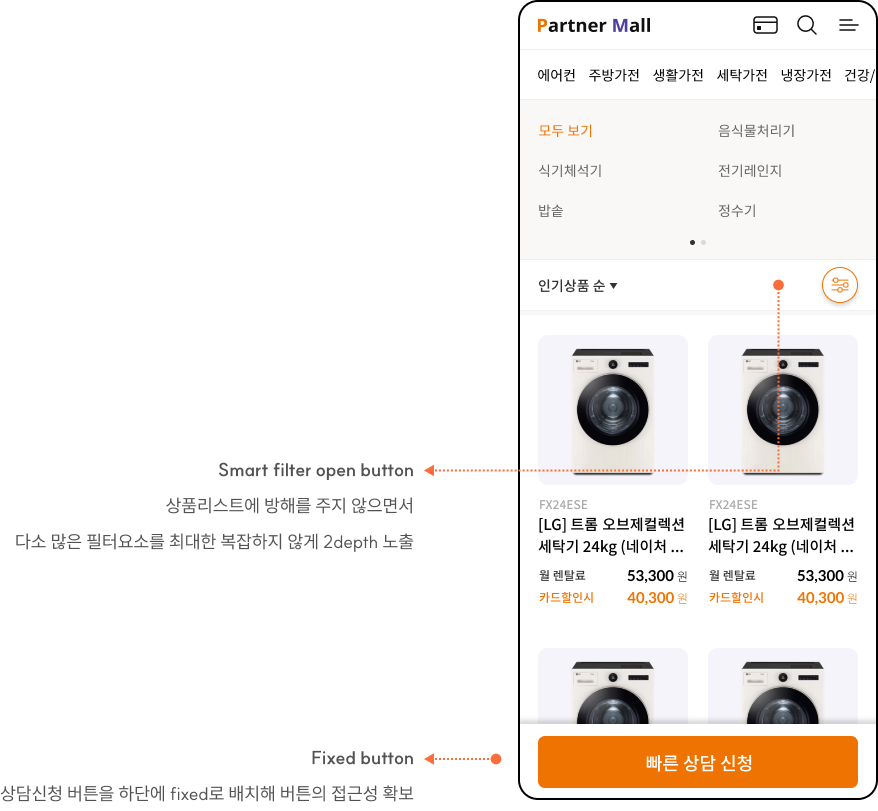 Partner Mall
에어컨 주방가전 생활가전 세탁가전 냉장가전 건강/
모두 보기 음식물처리기
식기체석기 전기레인지
밥솥 정수기
인기상품 순
Smart filter open button
상품리스트에 방해를 주지 않으면서
다소 많은 필터요소를 최대한 복잡하지 않게 2depth 노출
FX24ESE FX24ESE
[LG] 트롬 오브제컬렉션 [LG] 트롬 오브제컬렉션
세탁기 24kg (네이처 ... 세탁기 24kg (네이처 ...
월 렌탈료 53,300 원 월 렌탈료 53,300 원
카드할인시 40,300 원 카드할인시 40,300 원
Fixed button
상담신청 버튼을 하단에 fixed로 배치해 버튼의 접근성 확보
빠른 상담 신청